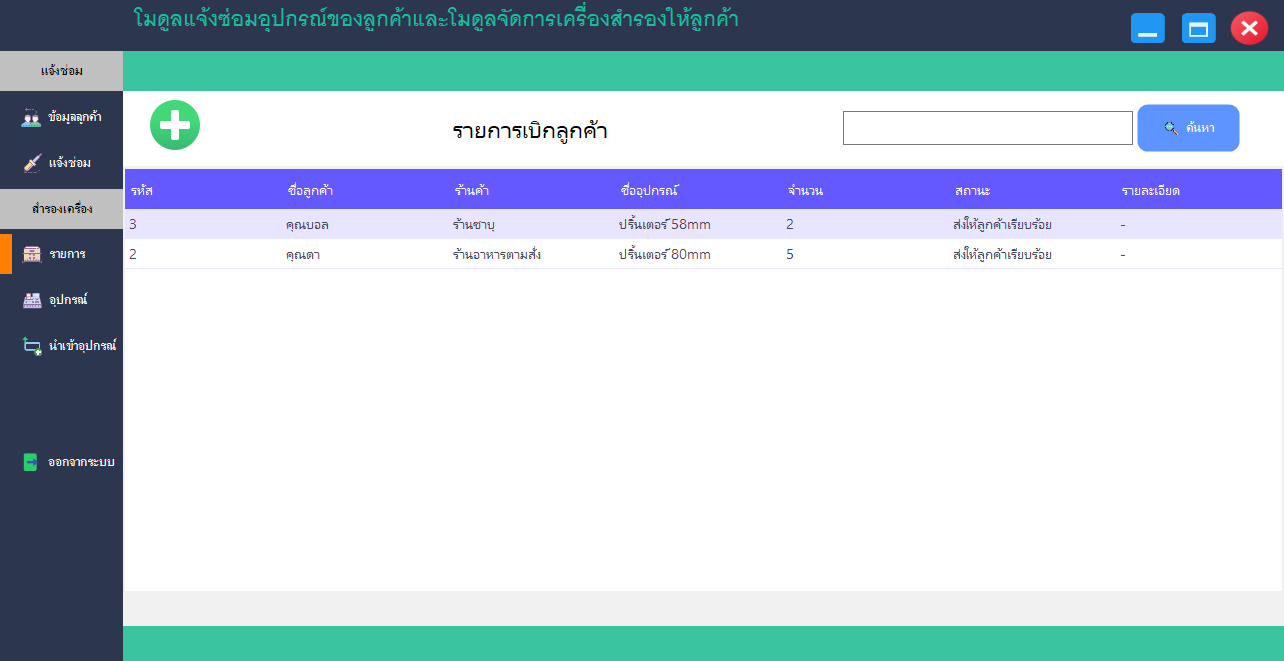 โมดูลแจ้งซ่อมอุปกรณ์ของลูกค้าและโมดูลจัดการเครื่องสำรองให้ลูกค้า
แจ้งซ่อม
ข้อมูลลูกค้า
แจ้งซ่อม
สำรองเครื่อง
รายการ
อุปกรณ์
นำเข้าอุปกรณ์
ออกจากระบบ
รายการเบิกลูกค้า
ค้นหา
รหัส ชื่อลูกค้า ร้านค้า ชื่ออุปกรณ์ จำนวน สถานะ รายละเอียด
3 คุณบอล ร้านชาบุ ปริ้นเตอร์ 58mm 2 ส่งให้ลูกค้าเรียบร้อย -
2 คุณดา ร้านอาหารตามสั่ง ปริ้นเตอร์ 80mm 5 ส่งให้ลูกค้าเรียบร้อย -